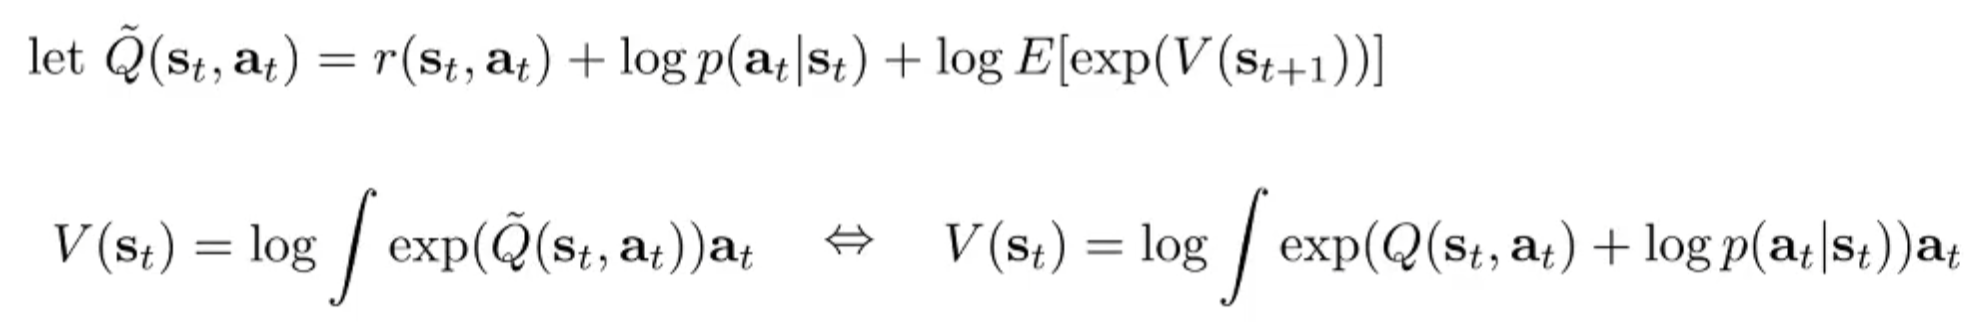 let Q̃(s_t, a_t) = r(s_t, a_t) + log p(a_t|s_t) + log E[exp(V(s_{t+1}))]
V(s_t) = log ∫ exp(Q̃(s_t, a_t))a_t ⇔ V(s_t) = log ∫ exp(Q(s_t, a_t) + log p(a_t|s_t))a_t